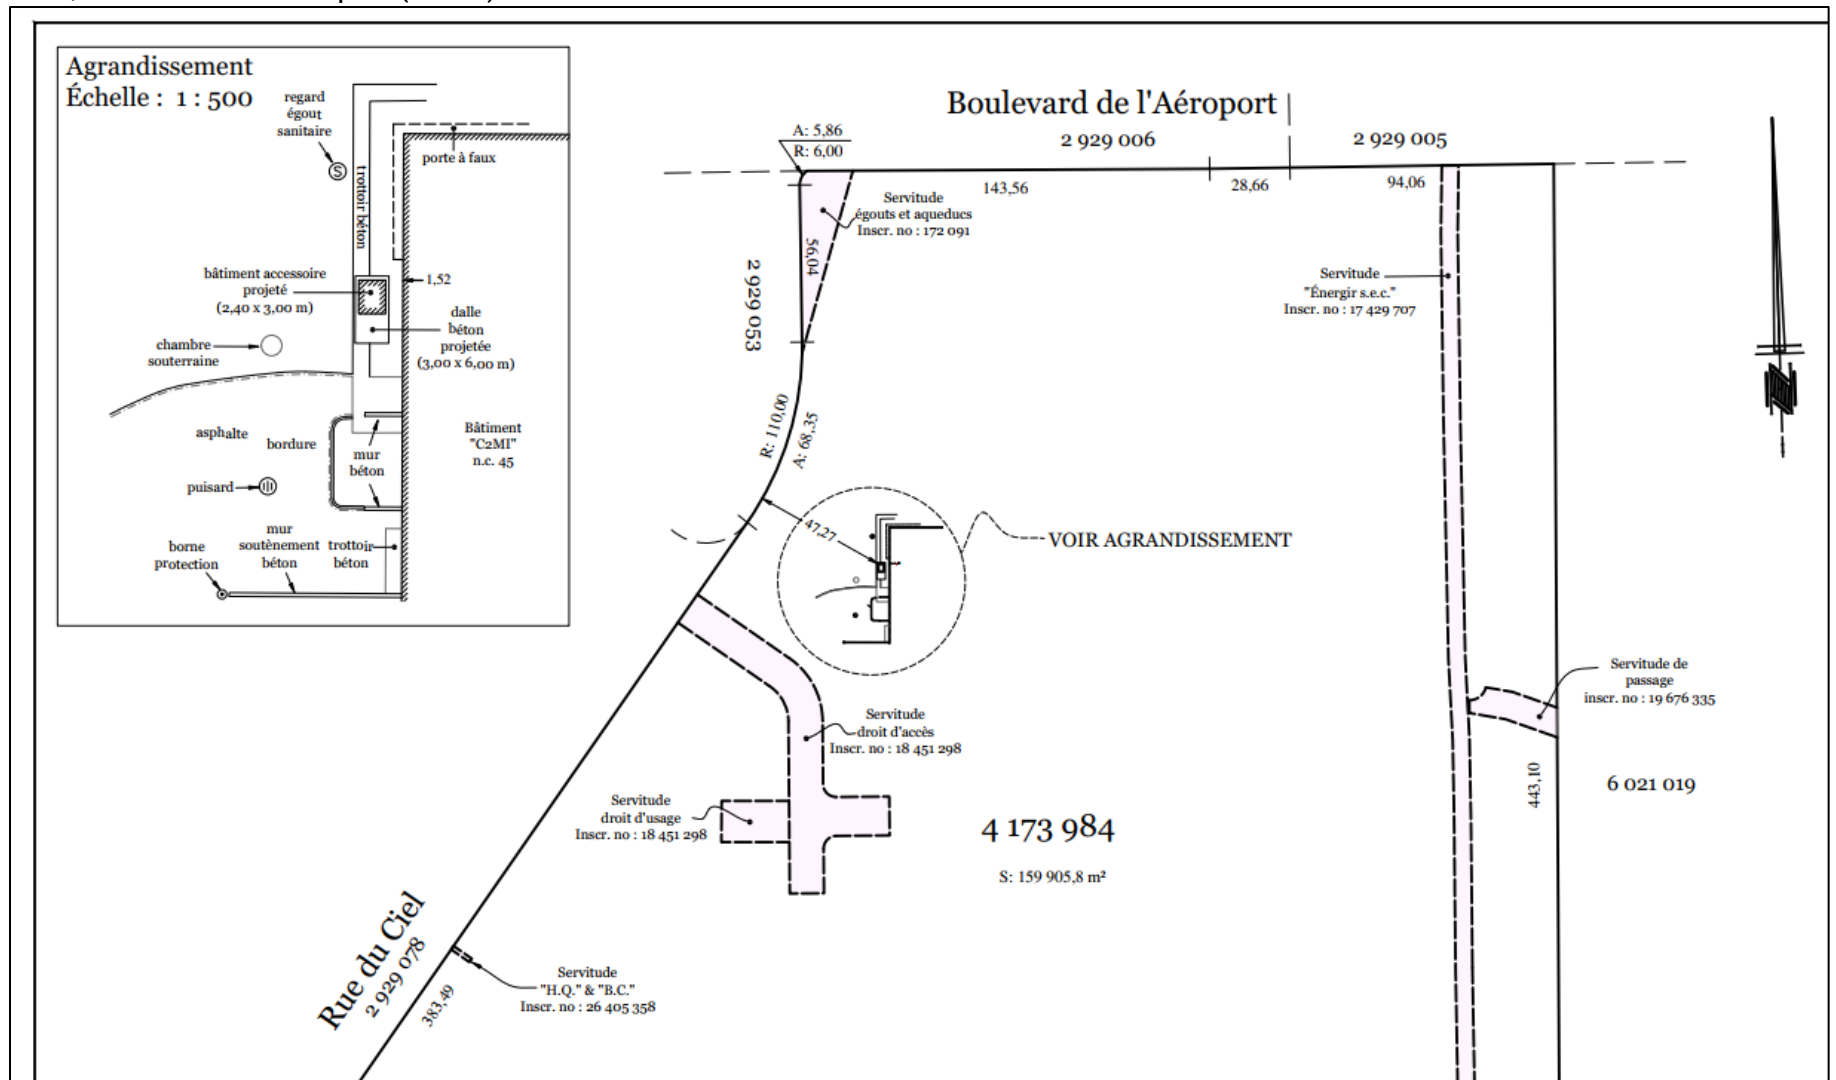 Agrandissement
Échelle : 1 : 500
regard
égout
sanitaire
S
trottoir béton
porte à faux
bâtiment accessoire
projeté
(2,40 x 3,00 m)
1,52
dalle
béton
projetée
(3,00 x 6,00 m)
chambre
souterraine
asphalte
bordure
mur
béton
Bâtiment
"C2MI"
n.c. 45
puisard
mur
soutènement
béton
trottoir
béton
borne
protection
Boulevard de l'Aéroport
A: 5,86
R: 6,00
2 929 006
2 929 005
143,56
28,66
94,06
Servitude
égouts et aqueducs
Inscr. no : 172 091
56,04
2 929 053
Servitude
"Énergir s.e.c."
Inscr. no : 17 429 707
R: 110,00
A: 68,35
47,27
VOIR AGRANDISSEMENT
Servitude de
passage
inscr. no : 19 676 335
Servitude
droit d'accès
Inscr. no : 18 451 298
Servitude
droit d'usage
Inscr. no : 18 451 298
443,10
6 021 019
4 173 984
S: 159 905,8 m²
Rue du Ciel
2 929 078
383,49
Servitude
"H.Q." & "B.C."
Inscr. no : 26 405 358